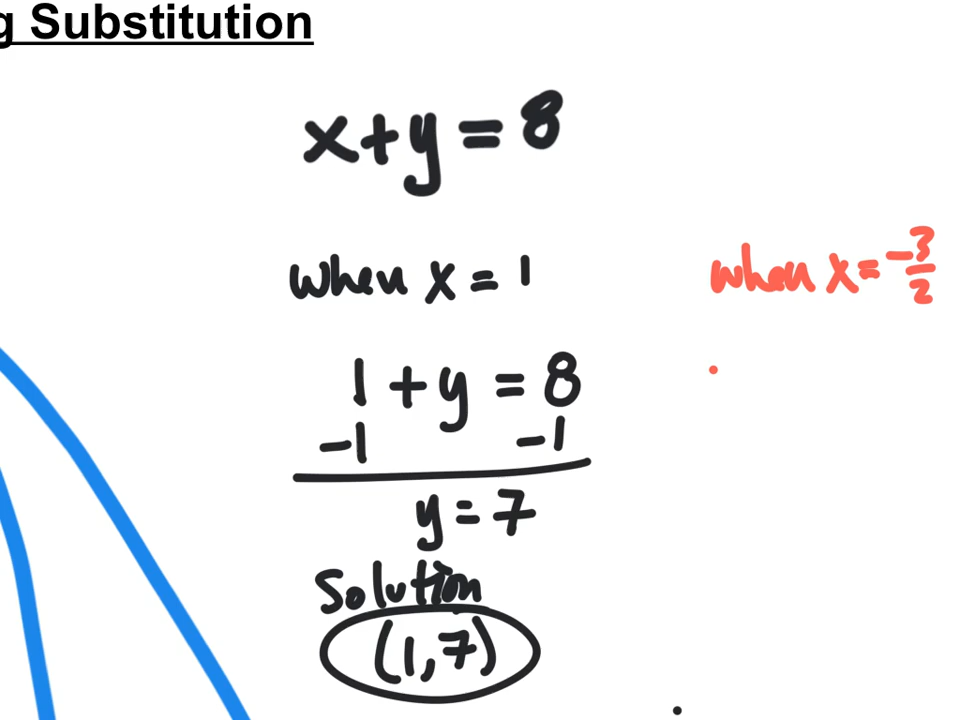 g Substitution
x+y=8
when x = 1
1 + y = 8
-1 -1
y = 7
Solution
(1,7)
when x = -3/2